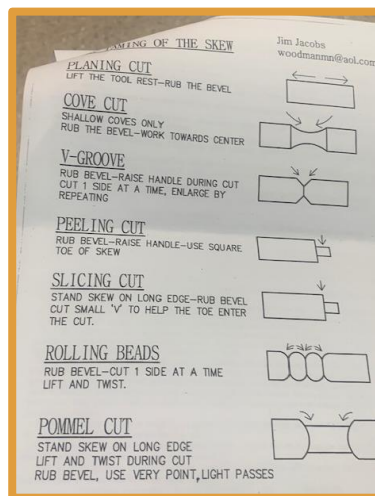 TAMING OF THE SKEW
Jim Jacobs
woodmanmn@aol.com
PLANING CUT
LIFT THE TOOL REST-RUB THE BEVEL
COVE CUT
SHALLOW COVES ONLY
RUB THE BEVEL-WORK TOWARDS CENTER
V-GROOVE
RUB BEVEL-RAISE HANDLE DURING CUT
CUT 1 SIDE AT A TIME, ENLARGE BY
REPEATING
PEELING CUT
RUB BEVEL-RAISE HANDLE-USE SQUARE
TOE OF SKEW
SLICING CUT
STAND SKEW ON LONG EDGE-RUB BEVEL
CUT SMALL 'V' TO HELP THE TOE ENTER
THE CUT.
ROLLING BEADS
RUB BEVEL-CUT 1 SIDE AT A TIME
LIFT AND TWIST.
POMMEL CUT
STAND SKEW ON LONG EDGE
LIFT AND TWIST DURING CUT
RUB BEVEL, USE VERY POINT,LIGHT PASSES